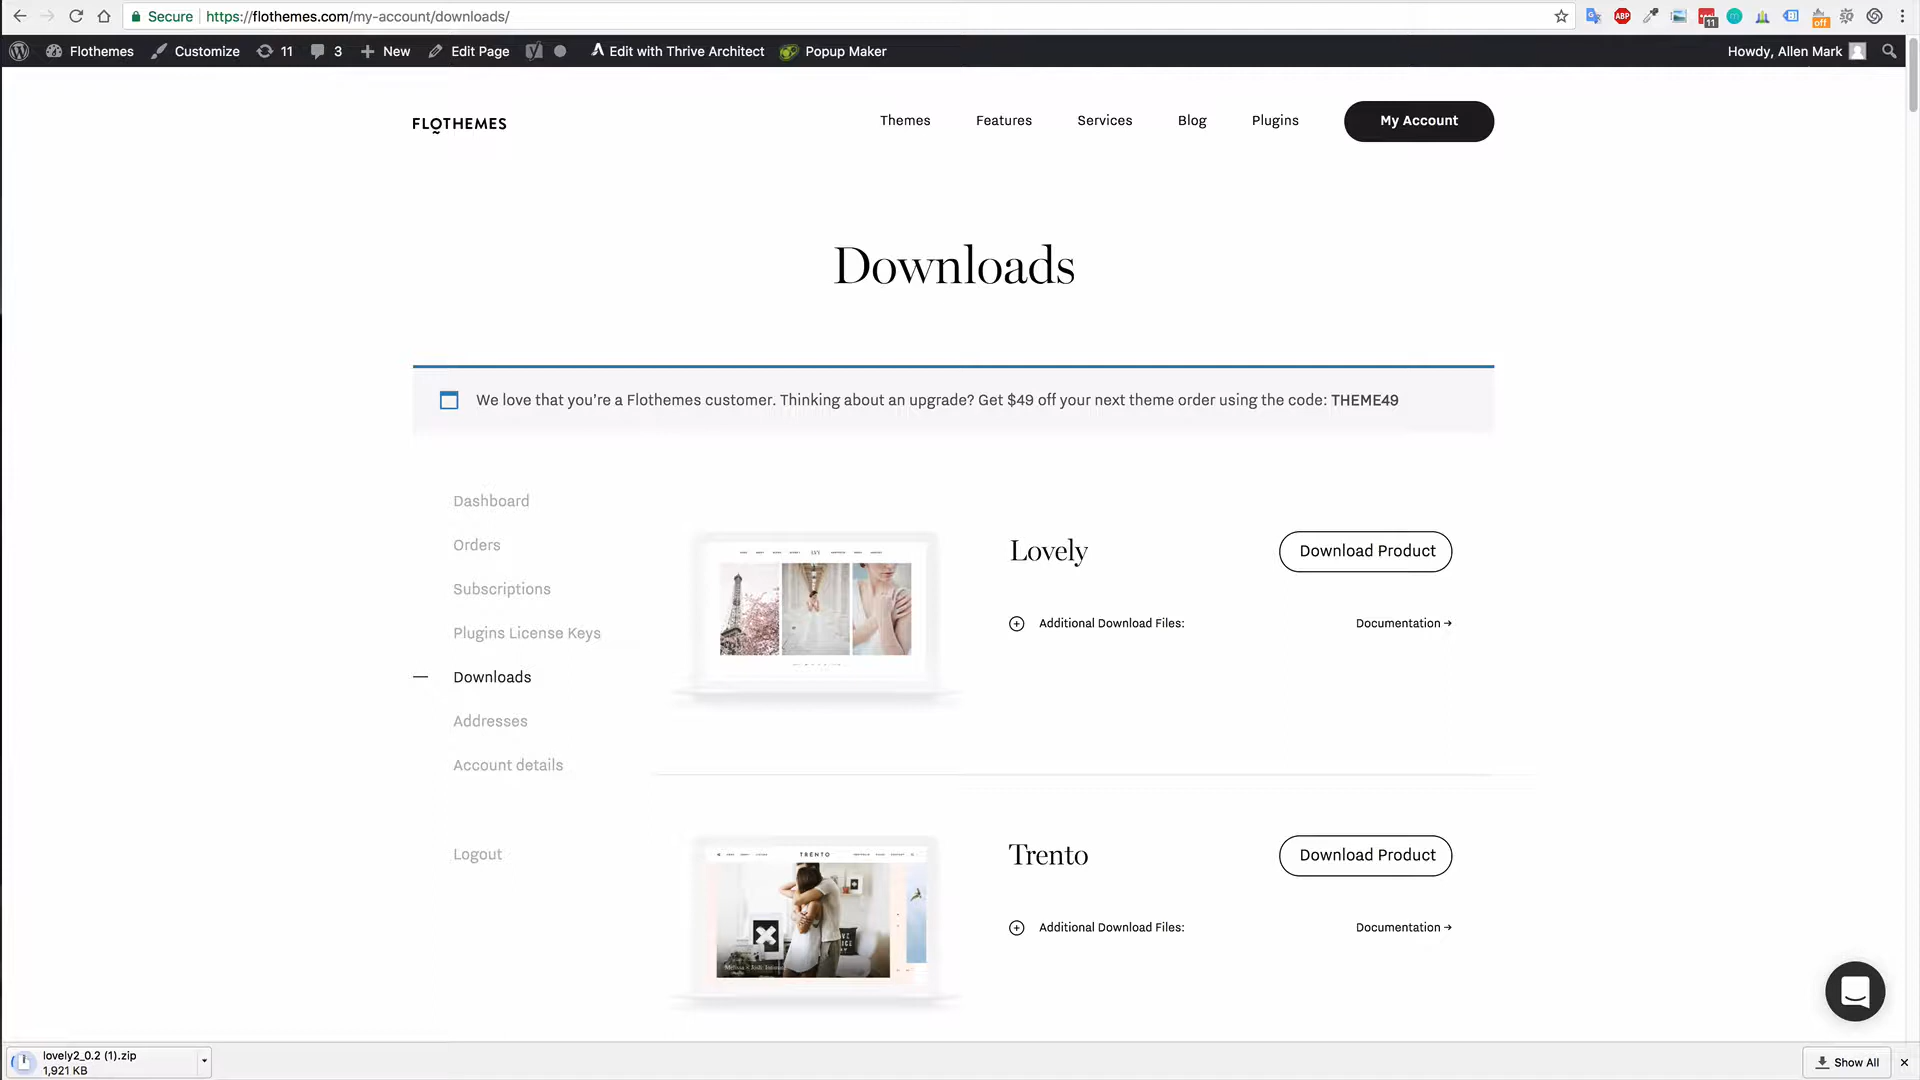 Secure https://flothemes.com/my-account/downloads/
ABP 11 off
Flothemes Customize 11 3 New Edit Page Edit with Thrive Architect Popup Maker Howdy, Allen Mark
FLOTHEMES Themes Features Services Blog Plugins My Account
Downloads
We love that you're a Flothemes customer. Thinking about an upgrade? Get $49 off your next theme order using the code: THEME49
Dashboard
Orders
Subscriptions
Plugins License Keys
Downloads
Addresses
Account details
Logout
Lovely Download Product
Additional Download Files: Documentation →
TRENTO
Trento Download Product
Additional Download Files: Documentation →
lovely2_0.2 (1).zip
1,921 KB
Show All